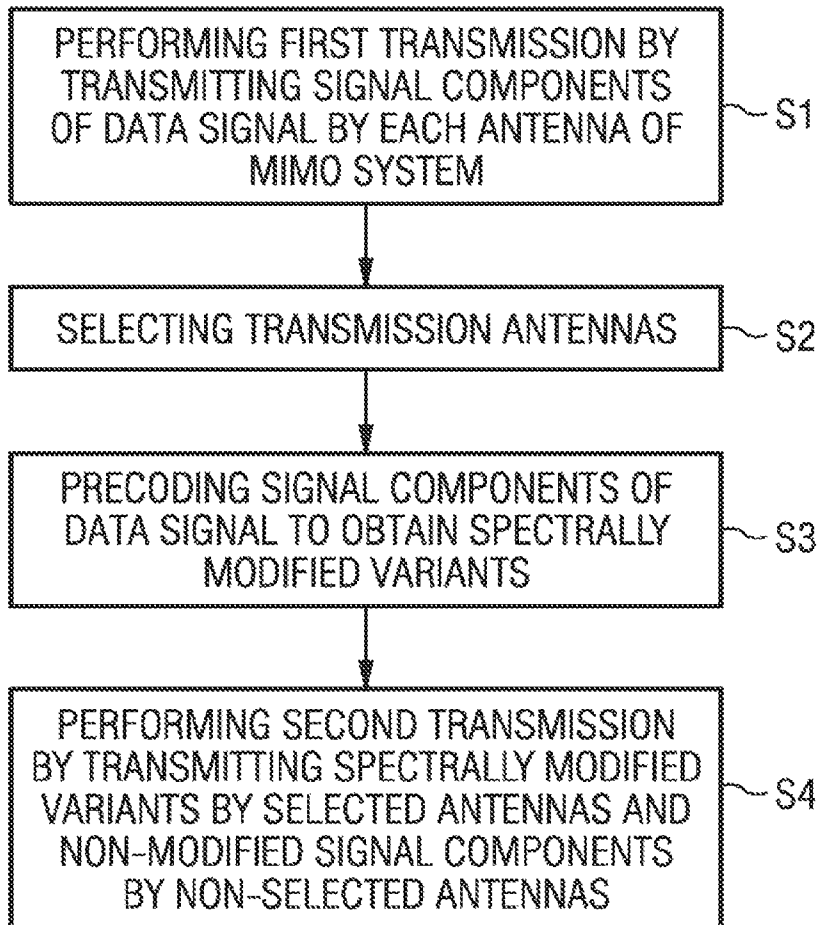 PERFORMING FIRST TRANSMISSION BY
TRANSMITTING SIGNAL COMPONENTS
OF DATA SIGNAL BY EACH ANTENNA OF
MIMO SYSTEM
S1
SELECTING TRANSMISSION ANTENNAS
S2
PRECODING SIGNAL COMPONENTS OF
DATA SIGNAL TO OBTAIN SPECTRALLY
MODIFIED VARIANTS
S3
PERFORMING SECOND TRANSMISSION
BY TRANSMITTING SPECTRALLY MODIFIED
VARIANTS BY SELECTED ANTENNAS AND
NON-MODIFIED SIGNAL COMPONENTS
BY NON-SELECTED ANTENNAS
S4